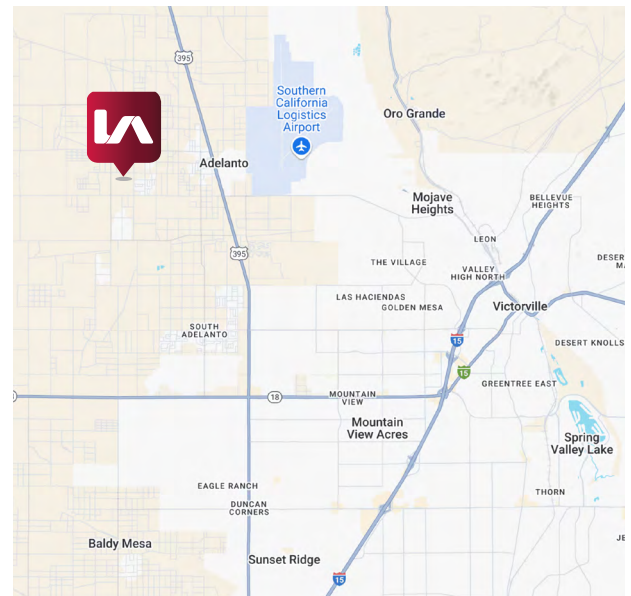 395
Southern
California
Logistics
Airport
Oro Grande
LA
Adelanto
Mojave
Heights
BELLEVUE
HEIGHTS
LEON
395
THE VILLAGE
VALLEY
HIGH NORTH
DESER
LAS HACIENDAS
GOLDEN MESA
Victorville
SOUTH
ADELANTO
15
DESERT KNOLLS
15
GREENTREE EAST
18
MOUNTAIN
VIEW
Mountain
View Acres
Spring
Valley Lake
EAGLE RANCH
THORN
DUNCAN
CORNERS
JE
Baldy Mesa
Sunset Ridge
15